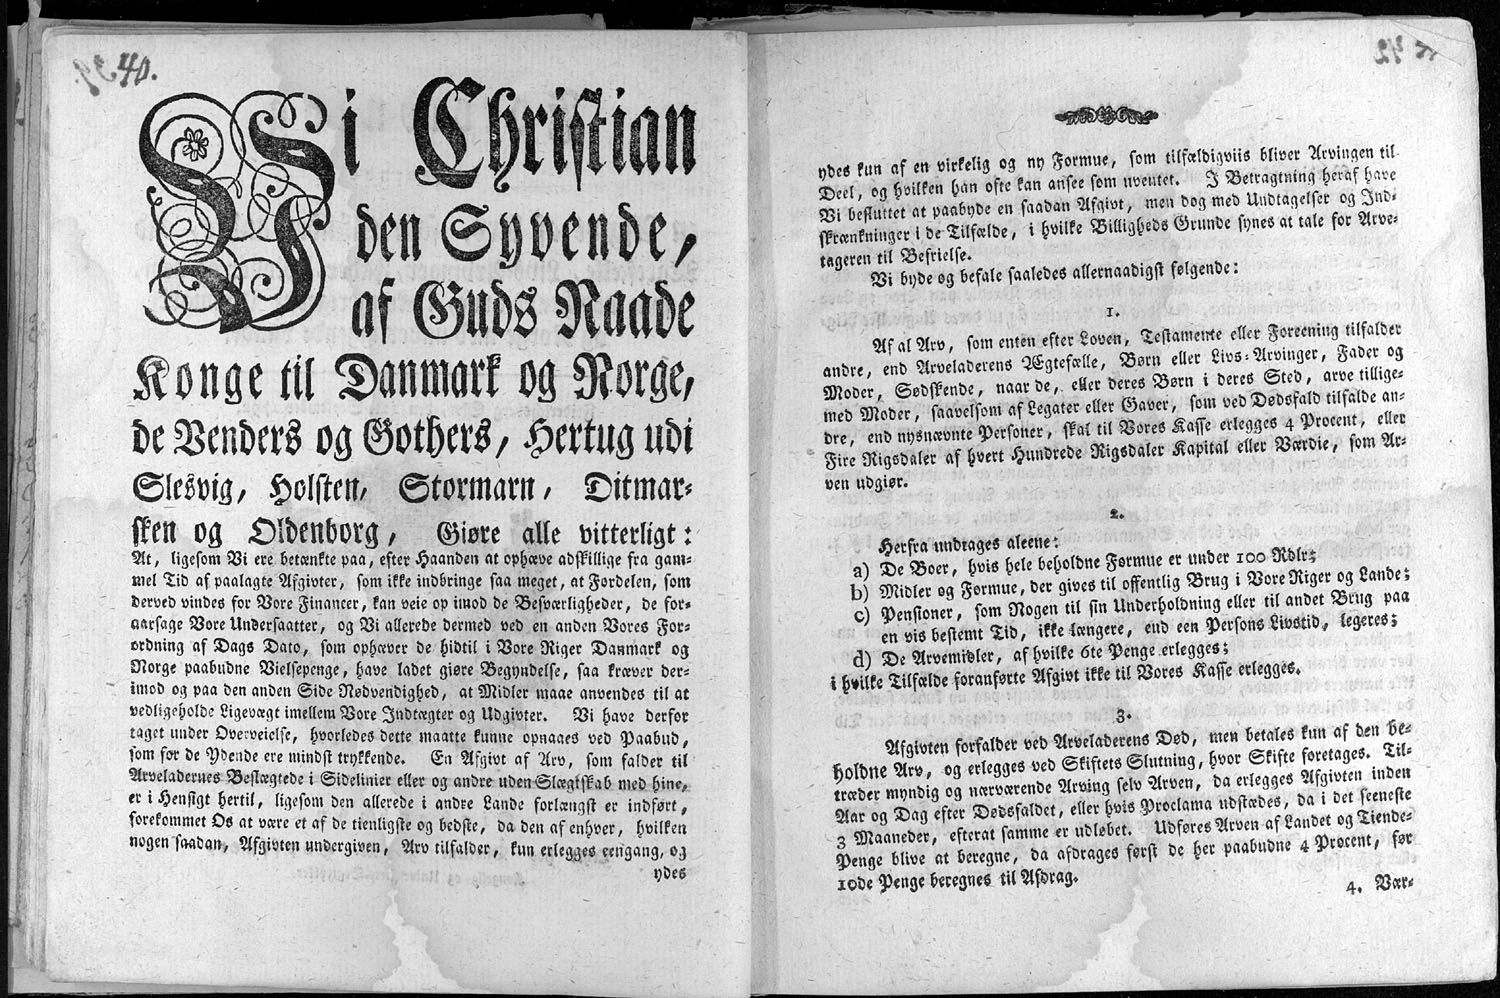 40.
Vi Christian
den Syvende,
af Guds Naade
Konge til Danmark og Norge,
de Venders og Gothers, Hertug udi
Slesvig, Holsten, Stormarn, Ditmar-
sken og Oldenborg, Giøre alle vitterligt:
At, ligesom Vi ere betænkte paa, efter Haanden at ophæve adskillige fra gam-
mel Tid af paalagte Afgivter, som ikke indbringe saa meget, at Fordelen, som
derved vindes for Vore Financer, kan veie op imod de Besværligheder, de for-
aarsage Vore Undersaatter, og Vi allerede dermed ved en anden Vores For-
ordning af Dags Dato, som ophæver de hidtil i Vore Riger Danmark og
Norge paabudne Vielsepenge, have ladet giøre Begyndelse, saa kræver der-
imod og paa den anden Side Nødvendighed, at Midler maae anvendes til at
vedligeholde Ligevægt imellem Vore Indtægter og Udgivter. Vi have derfor
taget under Overveielse, hvorledes dette maatte kunne opnaaes ved Paabud,
som for de Ydende ere mindst trykkende. En Afgivt af Arv, som falder til
Arveladernes Beslægtede i Sidelinier eller og andre uden Slægtskab med hine,
er i Hensigt hertil, ligesom den allerede i andre Lande forlængst er indført,
forekommet Os at være et af de tienligste og bedste, da den af enhver, hvilken
nogen saadan, Afgivten undergiven, Arv tilfalder, kun erlegges eengang, og
ydes
42
ydes kun af en virkelig og ny Formue, som tilfældigviis bliver Arvingen til
Deel, og hvilken han ofte kan ansee som uventet. I Betragtning heraf have
Vi besluttet at paabyde en saadan Afgivt, men dog med Undtagelser og Ind-
skrænkninger i de Tilfælde, i hvilke Billigheds Grunde synes at tale for Arve-
tageren til Befrielse.
Vi byde og befale saaledes allernaadigst følgende:
1.
Af al Arv, som enten efter Loven, Testamente eller Foreening tilfalder
andre, end Arveladerens Ægtefælle, Børn eller Livs-Arvinger, Fader og
Moder, Sødskende, naar de, eller deres Børn i deres Sted, arve tillige-
med Moder, saavelsom af Legater eller Gaver, som ved Dødsfald tilfalde an-
dre, end nysnævnte Personer, skal til Vores Kasse erlegges 4 Procent, eller
Fire Rigsdaler af hvert Hundrede Rigsdaler Kapital eller Værdie, som Ar-
ven udgiør.
2.
Herfra undtages aleene:
a) De Boer, hvis hele beholdne Formue er under 100 Rdlr;
b) Midler og Formue, der gives til offentlig Brug i Vore Riger og Lande;
c) Pensioner, som Nogen til sin Underholdning eller til andet Brug paa
en vis bestemt Tid, ikke længere, end een Persons Livstid, legeres;
d) De Arvemidler, af hvilke 6te Penge erlegges;
i hvilke Tilfælde foranførte Afgivt ikke til Vores Kasse erlegges.
3.
Afgivten forfalder ved Arveladerens Død, men betales kun af den be-
holdne Arv, og erlegges ved Skiftets Slutning, hvor Skifte foretages. Til-
træder myndig og nærværende Arving selv Arven, da erlegges Afgivten inden
Aar og Dag efter Dødsfaldet, eller hvis Proclama udstædes, da i det seeneste
3 Maaneder, efterat samme er udløbet. Udføres Arven af Landet og Tiende-
Penge blive at beregne, da afdrages først de her paabudne 4 Procent, før
10de Penge beregnes til Afdrag.
4. Vær-